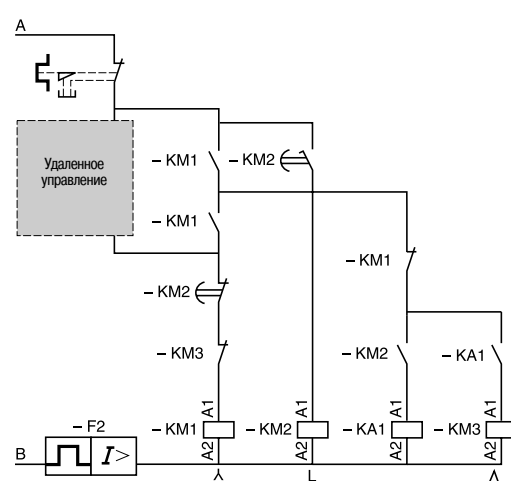 A
Удаленное
управление
– KM1
– KM2
– KM1
– KM1
– KM2
– KM3
– KM2
– KA1
– F2
– KM1
A1
A2
– KM2
A1
A2
– KA1
A1
A2
– KM3
A1
A2
B
I >